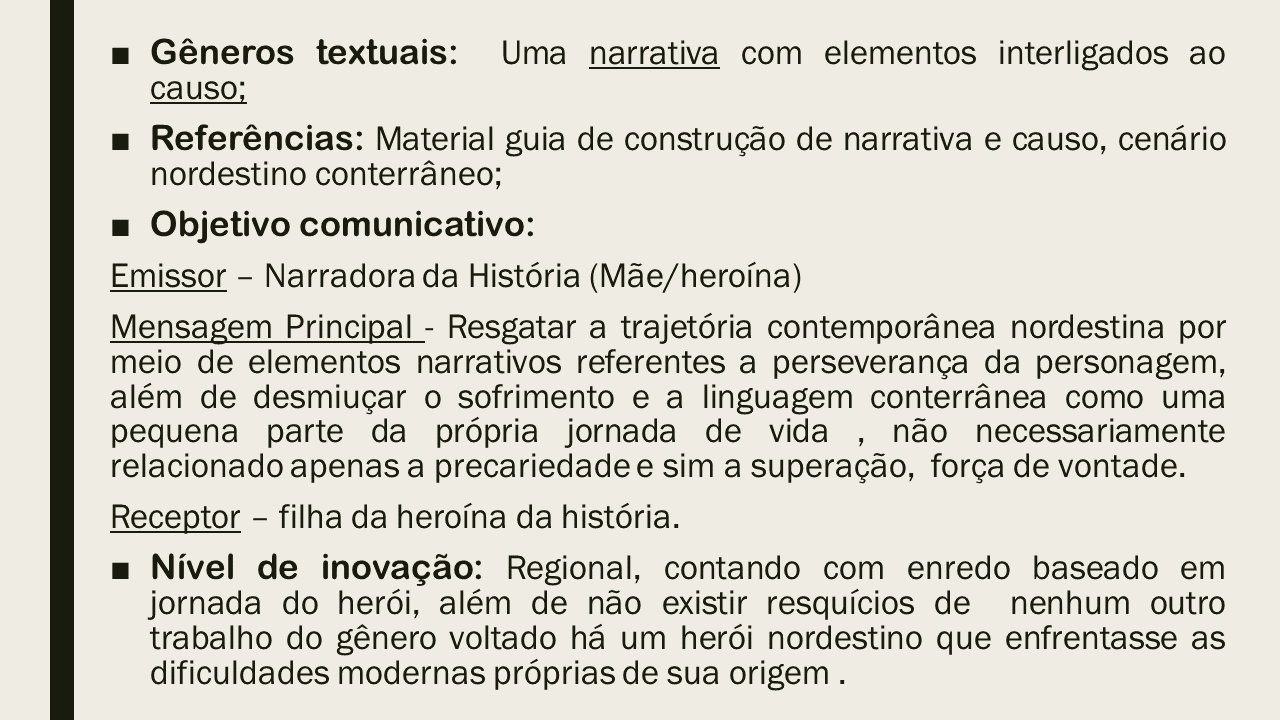 ■ Gêneros textuais: Uma narrativa com elementos interligados ao
causo;
■ Referências: Material guia de construção de narrativa e causo, cenário
nordestino conterrâneo;
■ Objetivo comunicativo:
Emissor – Narradora da História (Mãe/heroína)
Mensagem Principal - Resgatar a trajetória contemporânea nordestina por
meio de elementos narrativos referentes a perseverança da personagem,
além de desmiuçar o sofrimento e a linguagem conterrânea como uma
pequena parte da própria jornada de vida , não necessariamente
relacionado apenas a precariedade e sim a superação, força de vontade.
Receptor – filha da heroína da história.
■ Nível de inovação: Regional, contando com enredo baseado em
jornada do herói, além de não existir resquícios de nenhum outro
trabalho do gênero voltado há um herói nordestino que enfrentasse as
dificuldades modernas próprias de sua origem .